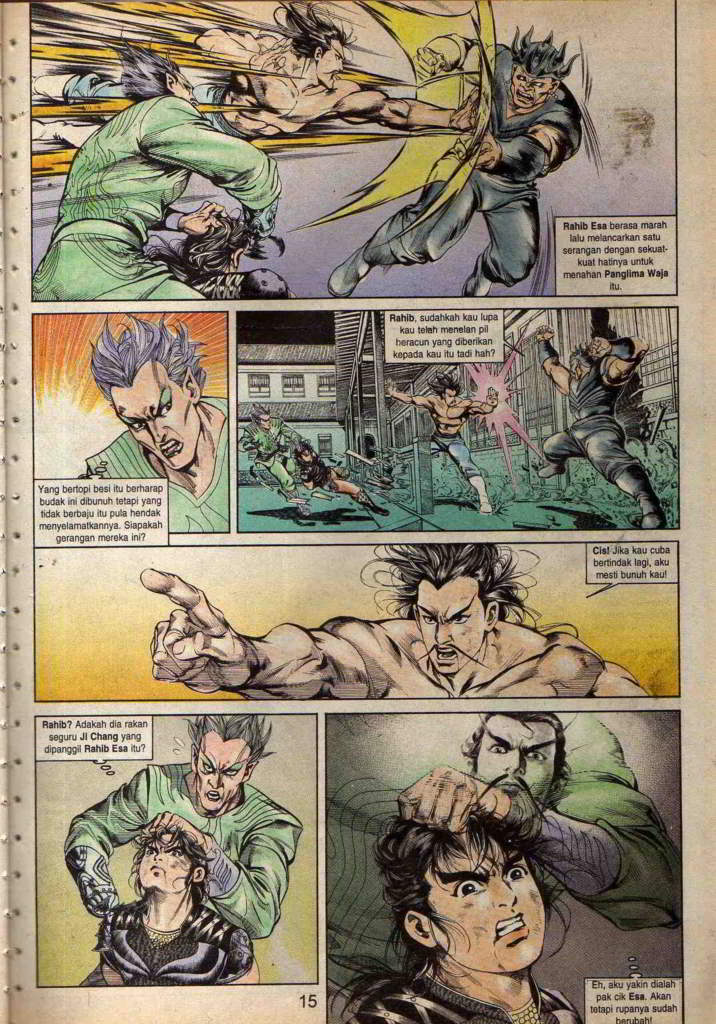 Rahib Esa berasa marah
lalu melancarkan satu
serangan dengan sekuat-
kuat hatinya untuk
menahan Panglima Waja
itu.
Yang bertopi besi itu berharap
budak ini dibunuh tetapi yang
tidak berbaju itu pula hendak
menyelamatkannya. Siapakah
gerangan mereka ini?
Rahib, sudahkah kau lupa
kau telah menelan pil
beracun yang diberikan
kepada kau itu tadi hah?
Cis! Jika kau cuba
bertindak lagi, aku
mesti bunuh kau!
Rahib? Adakah dia rakan
seguru Ji Chang yang
dipanggil Rahib Esa itu?
Eh, aku yakin dialah
pak cik Esa. Akan
tetapi rupanya sudah
berubah!
15